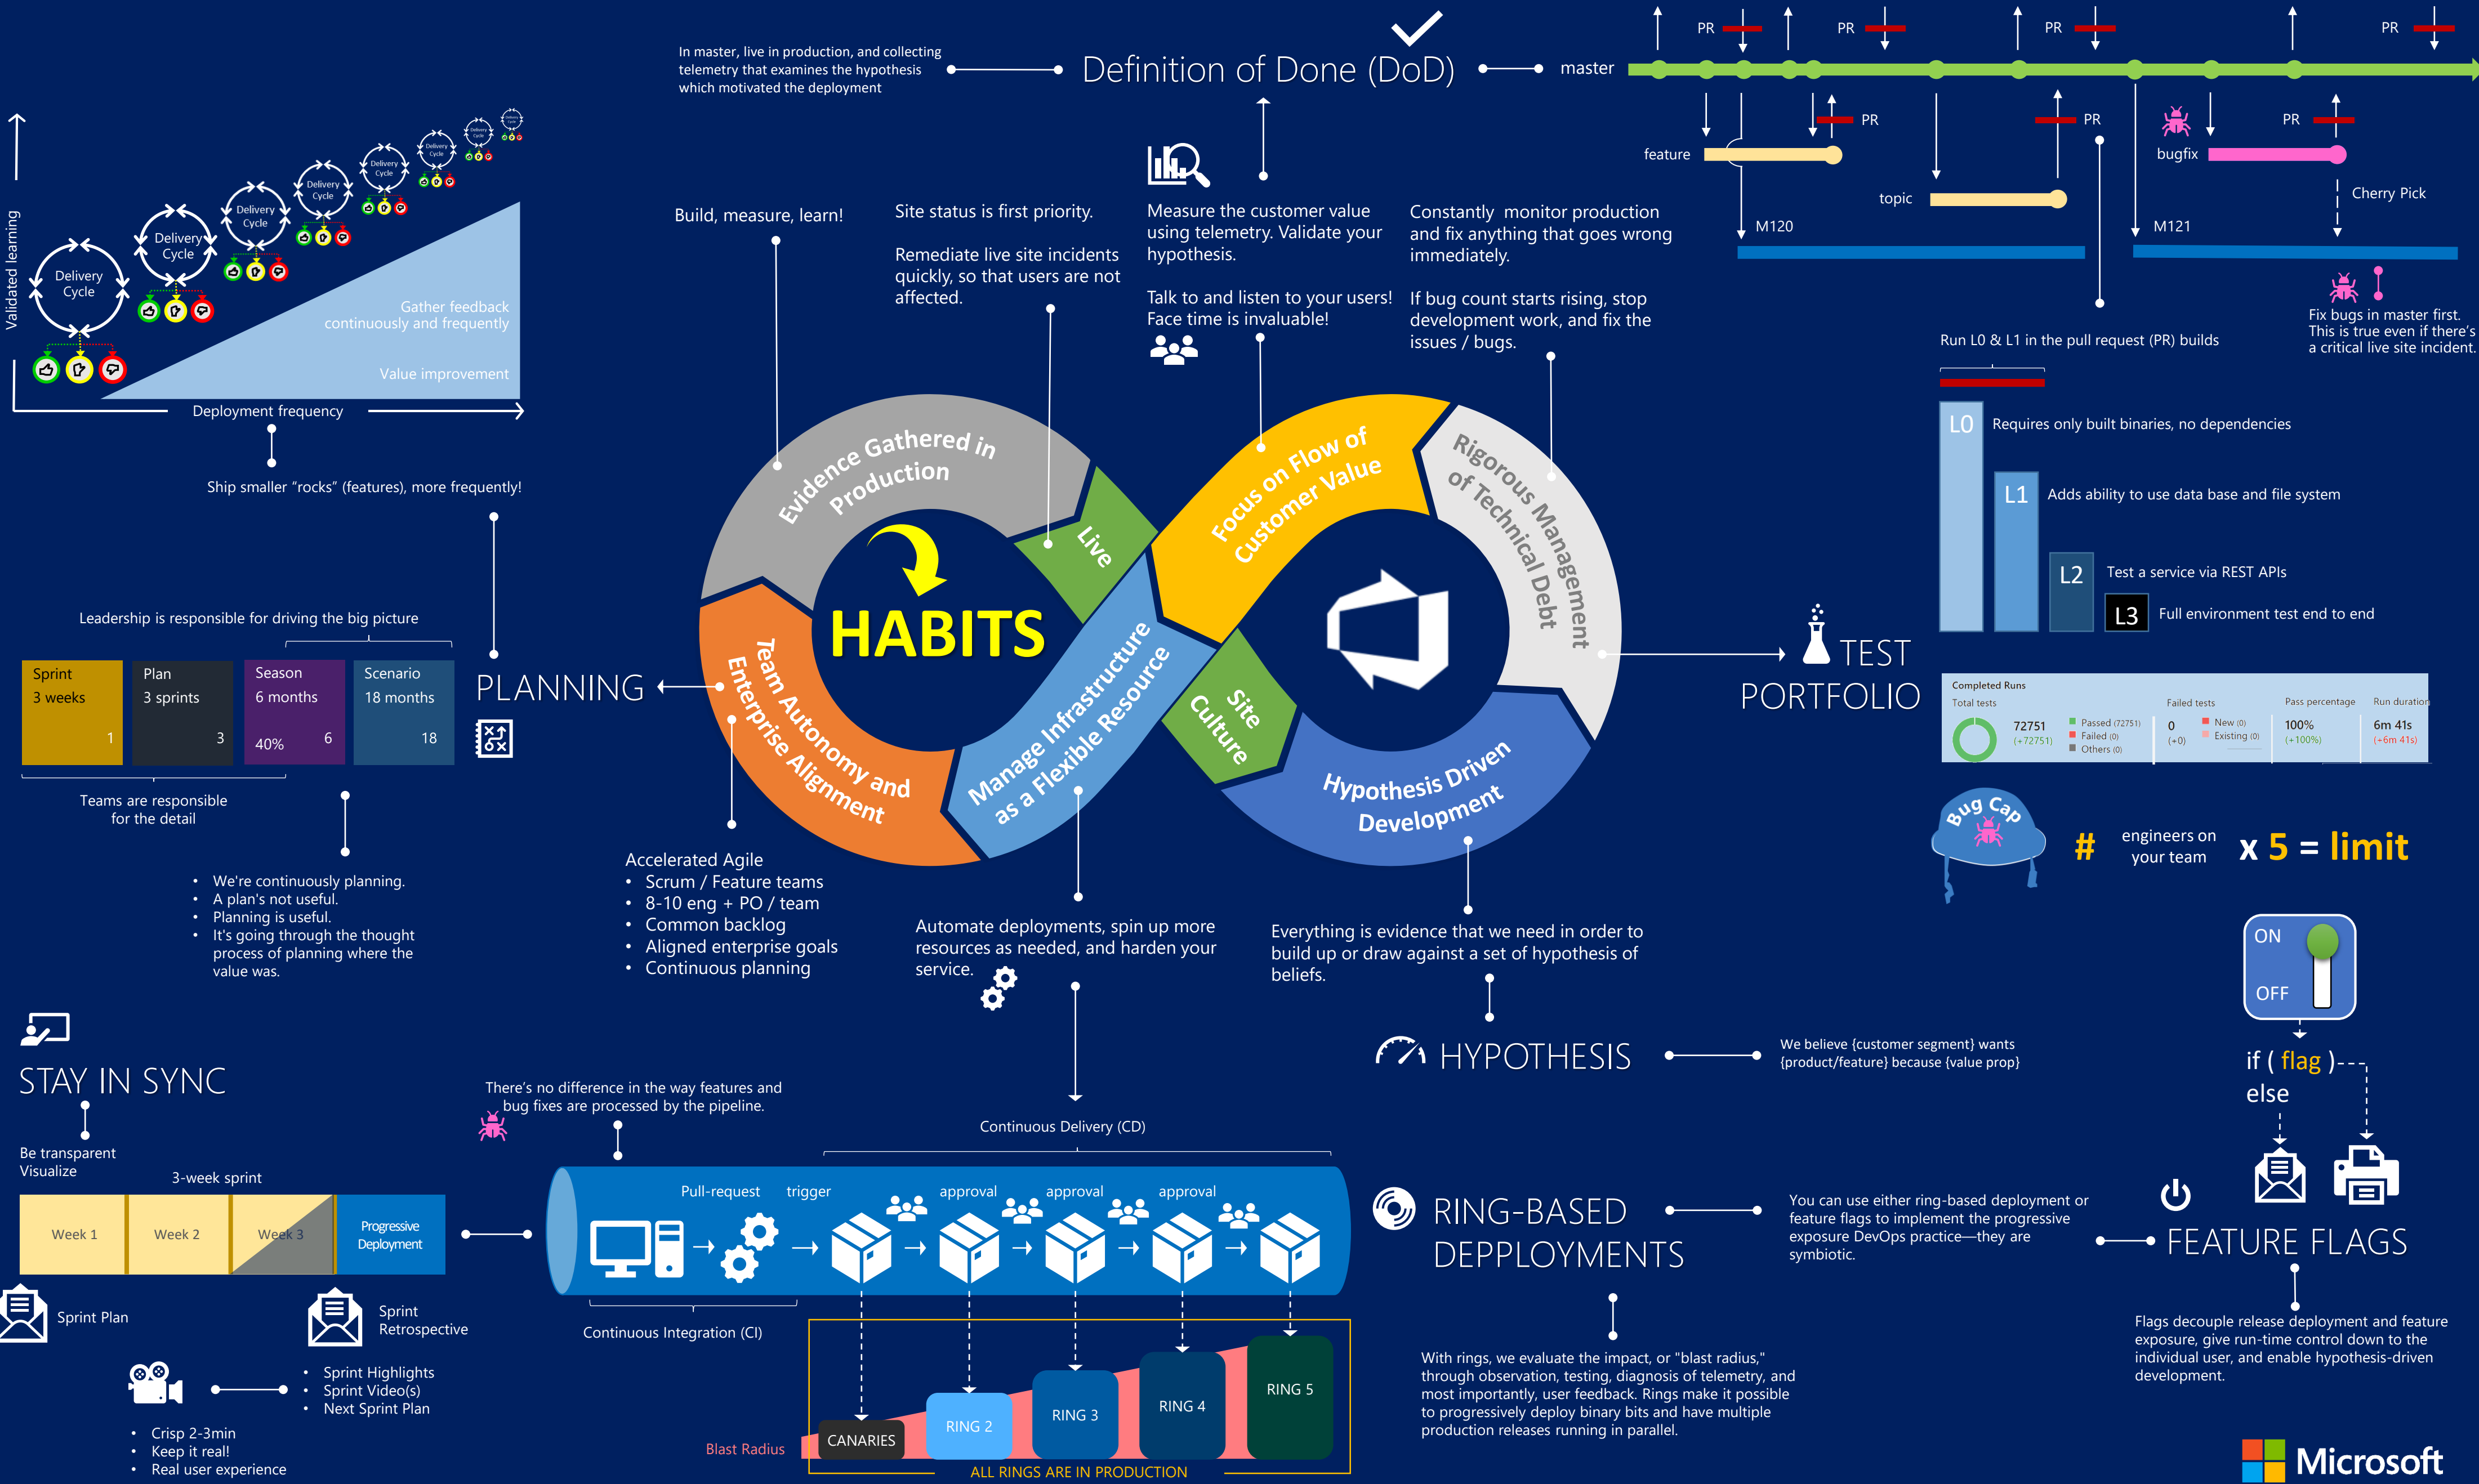 In master, live in production, and collecting
telemetry that examines the hypothesis
which motivated the deployment
Definition of Done (DoD)
master
PR
PR
PR
PR
PR
PR
PR
feature
topic
bugfix
Cherry Pick
M120
M121
Fix bugs in master first.
This is true even if there's
a critical live site incident.
Run L0 & L1 in the pull request (PR) builds
Validated learning
Delivery
Cycle
Delivery
Cycle
Delivery
Cycle
Delivery
Cycle
Delivery
Cycle
Delivery
Cycle
Delivery
Cycle
Delivery
Cycle
Gather feedback
continuously and frequently
Value improvement
Deployment frequency
Ship smaller "rocks" (features), more frequently!
Build, measure, learn!
Site status is first priority.
Remediate live site incidents
quickly, so that users are not
affected.
Measure the customer value
using telemetry. Validate your
hypothesis.
Talk to and listen to your users!
Face time is invaluable!
Constantly monitor production
and fix anything that goes wrong
immediately.
If bug count starts rising, stop
development work, and fix the
issues / bugs.
Evidence Gathered in
Production
Live
Focus on Flow of
Customer Value
Rigorous Management
of Technical Debt
HABITS
Team Autonomy and
Enterprise Alignment
Manage Infrastructure
as a Flexible Resource
Site
Culture
Hypothesis Driven
Development
L0
Requires only built binaries, no dependencies
L1
Adds ability to use data base and file system
L2
Test a service via REST APIs
L3
Full environment test end to end
TEST
PORTFOLIO
Completed Runs
Total tests
72751
(+72751)
Passed (72751)
Failed (0)
Others (0)
Failed tests
0
(+0)
New (0)
Existing (0)
Pass percentage
100%
(+100%)
Run duration
6m 41s
(+6m 41s)
Bug Cap
# engineers on
your team
x 5 = limit
Leadership is responsible for driving the big picture
Sprint
3 weeks
1
Plan
3 sprints
3
Season
6 months
40%
6
Scenario
18 months
18
PLANNING
Teams are responsible
for the detail
• We're continuously planning.
• A plan's not useful.
• Planning is useful.
• It's going through the thought
process of planning where the
value was.
Accelerated Agile
• Scrum / Feature teams
• 8-10 eng + PO / team
• Common backlog
• Aligned enterprise goals
• Continuous planning
Automate deployments, spin up more
resources as needed, and harden your
service.
Everything is evidence that we need in order to
build up or draw against a set of hypothesis of
beliefs.
HYPOTHESIS
We believe {customer segment} wants
{product/feature} because {value prop}
ON
OFF
if ( flag )
else
STAY IN SYNC
Be transparent
Visualize
3-week sprint
Week 1
Week 2
Week 3
Progressive
Deployment
Sprint Plan
Sprint
Retrospective
• Sprint Highlights
• Sprint Video(s)
• Next Sprint Plan
• Crisp 2-3min
• Keep it real!
• Real user experience
There's no difference in the way features and
bug fixes are processed by the pipeline.
Continuous Delivery (CD)
Pull-request
trigger
approval
approval
approval
Continuous Integration (CI)
Blast Radius
CANARIES
RING 2
RING 3
RING 4
RING 5
ALL RINGS ARE IN PRODUCTION
RING-BASED
DEPPLOYMENTS
You can use either ring-based deployment or
feature flags to implement the progressive
exposure DevOps practice—they are
symbiotic.
With rings, we evaluate the impact, or "blast radius,"
through observation, testing, diagnosis of telemetry, and
most importantly, user feedback. Rings make it possible
to progressively deploy binary bits and have multiple
production releases running in parallel.
FEATURE FLAGS
Flags decouple release deployment and feature
exposure, give run-time control down to the
individual user, and enable hypothesis-driven
development.
Microsoft